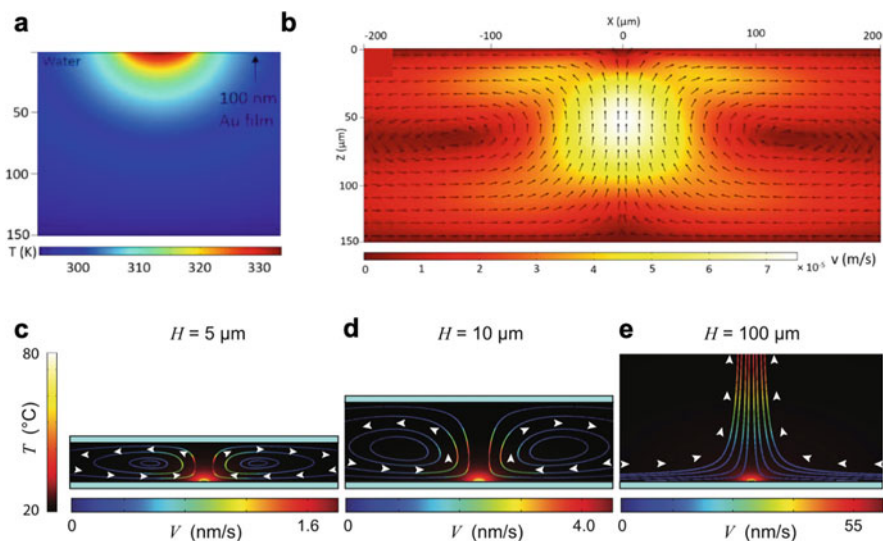 a
Water
100 nm
Au film
50
100
150
T (K)
293 300 310 320 330
b
X (µm)
-200 -100 0 100 200
Z (µm)
0
50
100
150
0 1 2 3 4 5 6 7
× 10⁻⁵ v (m/s)
c H = 5 µm
d H = 10 µm
e H = 100 µm
80
T (°C)
20
0 1.6
V (nm/s)
0 4.0
V (nm/s)
0 55
V (nm/s)